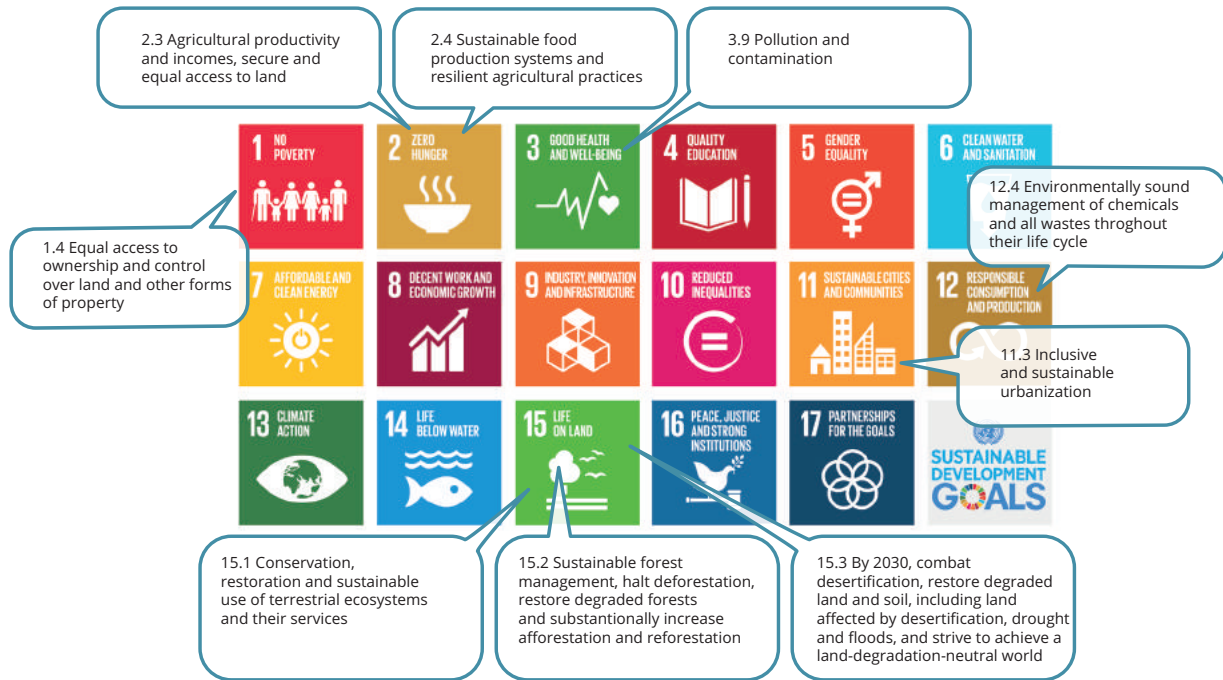 2.3 Agricultural productivity
and incomes, secure and
equal access to land
2.4 Sustainable food
production systems and
resilient agricultural practices
3.9 Pollution and
contamination
1 NO
POVERTY
2 ZERO
HUNGER
3 GOOD HEALTH
AND WELL-BEING
4 QUALITY
EDUCATION
5 GENDER
EQUALITY
6 CLEAN WATER
AND SANITATION
12.4 Environmentally sound
management of chemicals
and all wastes throghout
their life cycle
1.4 Equal access to
ownership and control
over land and other forms
of property
7 AFFORDABLE AND
CLEAN ENERGY
8 DECENT WORK AND
ECONOMIC GROWTH
9 INDUSTRY, INNOVATION
AND INFRASTRUCTURE
10 REDUCED
INEQUALITIES
11 SUSTAINABLE CITIES
AND COMMUNITIES
12 RESPONSIBLE
CONSUMPTION
AND PRODUCTION
11.3 Inclusive
and sustainable
urbanization
13 CLIMATE
ACTION
14 LIFE
BELOW WATER
15 LIFE
ON LAND
16 PEACE, JUSTICE
AND STRONG
INSTITUTIONS
17 PARTNERSHIPS
FOR THE GOALS
SUSTAINABLE
DEVELOPMENT
GOALS
15.1 Conservation,
restoration and sustainable
use of terrestrial ecosystems
and their services
15.2 Sustainable forest
management, halt deforestation,
restore degraded forests
and substantionally increase
afforestation and reforestation
15.3 By 2030, combat
desertification, restore degraded
land and soil, including land
affected by desertification, drought
and floods, and strive to achieve a
land-degradation-neutral world